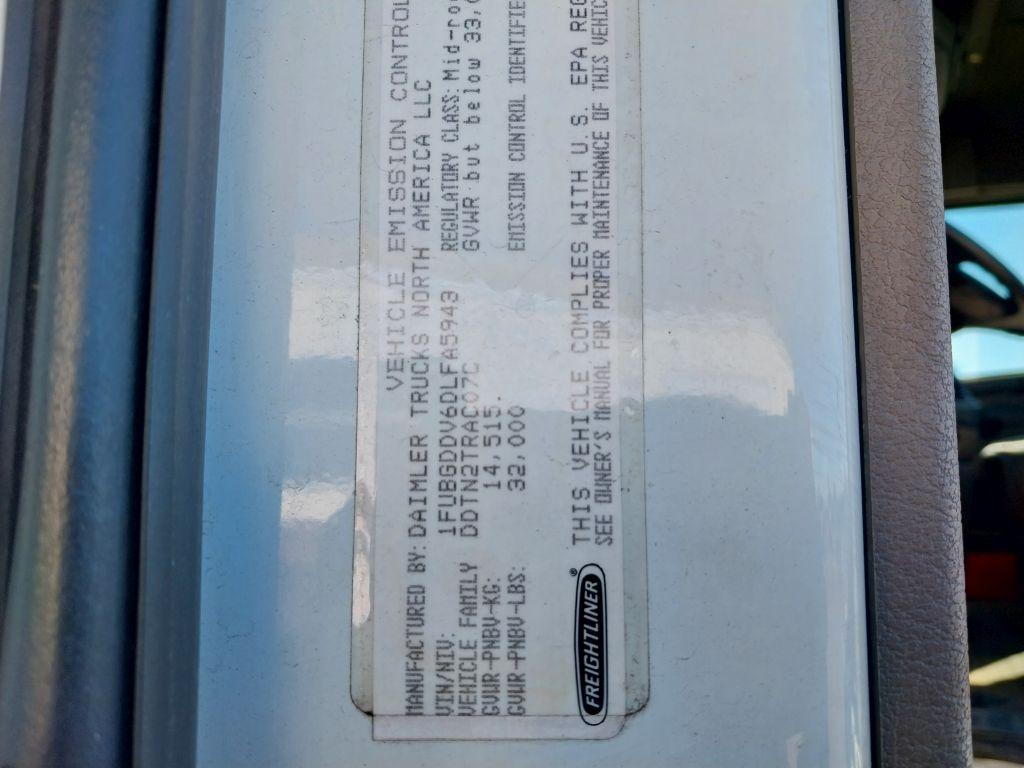 VEHICLE EMISSION CONTROL
MANUFACTURED BY: DAIMLER TRUCKS NORTH AMERICA LLC
VIN/NIV: 1FUBGDDV6DLFA5943 REGULATORY CLASS: Mid-ro
VEHICLE FAMILY DDTN2TRAC07C GVWR but below 33,
GVWR-PNBV-KG: 14,515.
GVWR-PNBV-LBS: 32,000 EMISSION CONTROL IDENTIFIE
THIS VEHICLE COMPLIES WITH U.S. EPA REG
SEE OWNER'S MANUAL FOR PROPER MAINTENANCE OF THIS VEHIC
FREIGHTLINER®